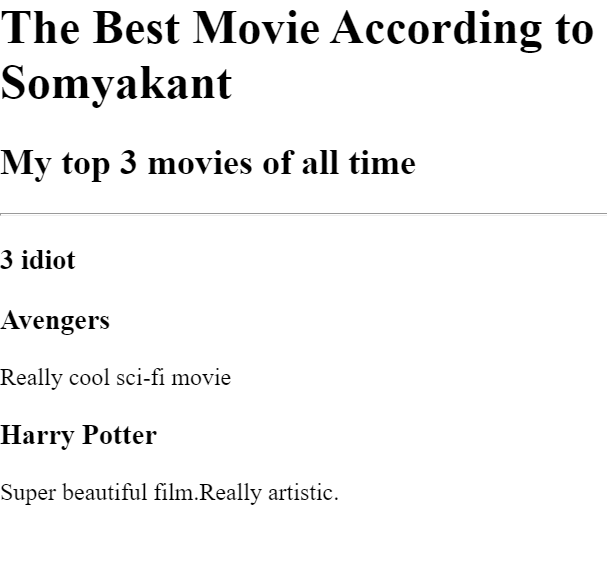 The Best Movie According to
Somyakant
My top 3 movies of all time
3 idiot
Avengers
Really cool sci-fi movie
Harry Potter
Super beautiful film.Really artistic.